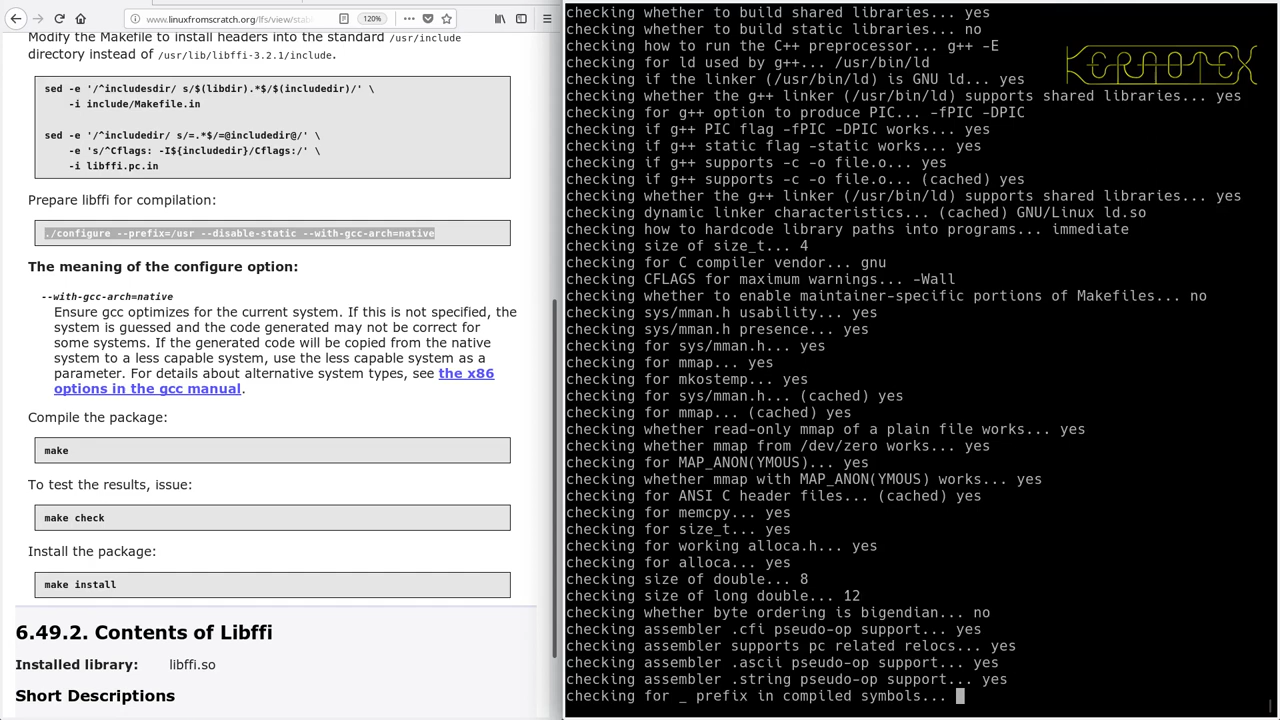 www.linuxfromscratch.org/lfs/view/stab
120%
Modify the Makefile to install headers into the standard /usr/include
directory instead of /usr/lib/libffi-3.2.1/include.
sed -e '/^includesdir/ s/$(libdir).*$/$(includedir)/' \
-i include/Makefile.in
sed -e '/^includedir/ s/=.*$/=@includedir@/' \
-e 's/^Cflags: -I${includedir}/Cflags:/' \
-i libffi.pc.in
Prepare libffi for compilation:
./configure --prefix=/usr --disable-static --with-gcc-arch=native
The meaning of the configure option:
--with-gcc-arch=native
Ensure gcc optimizes for the current system. If this is not specified, the
system is guessed and the code generated may not be correct for
some systems. If the generated code will be copied from the native
system to a less capable system, use the less capable system as a
parameter. For details about alternative system types, see the x86
options in the gcc manual.
Compile the package:
make
To test the results, issue:
make check
Install the package:
make install
6.49.2. Contents of Libffi
Installed library: libffi.so
Short Descriptions
checking whether to build shared libraries... yes
checking whether to build static libraries... no
checking how to run the C++ preprocessor... g++ -E
checking for ld used by g++... /usr/bin/ld
checking if the linker (/usr/bin/ld) is GNU ld... yes
checking whether the g++ linker (/usr/bin/ld) supports shared libraries... yes
checking for g++ option to produce PIC... -fPIC -DPIC
checking if g++ PIC flag -fPIC -DPIC works... yes
checking if g++ static flag -static works... yes
checking if g++ supports -c -o file.o... yes
checking if g++ supports -c -o file.o... (cached) yes
checking whether the g++ linker (/usr/bin/ld) supports shared libraries... yes
checking dynamic linker characteristics... (cached) GNU/Linux ld.so
checking how to hardcode library paths into programs... immediate
checking size of size_t... 4
checking for C compiler vendor... gnu
checking CFLAGS for maximum warnings... -Wall
checking whether to enable maintainer-specific portions of Makefiles... no
checking sys/mman.h usability... yes
checking sys/mman.h presence... yes
checking for sys/mman.h... yes
checking for mmap... yes
checking for mkostemp... yes
checking for sys/mman.h... (cached) yes
checking for mmap... (cached) yes
checking whether read-only mmap of a plain file works... yes
checking whether mmap from /dev/zero works... yes
checking for MAP_ANON(YMOUS)... yes
checking whether mmap with MAP_ANON(YMOUS) works... yes
checking for ANSI C header files... (cached) yes
checking for memcpy... yes
checking for size_t... yes
checking for working alloca.h... yes
checking for alloca... yes
checking size of double... 8
checking size of long double... 12
checking whether byte ordering is bigendian... no
checking assembler .cfi pseudo-op support... yes
checking assembler supports pc related relocs... yes
checking assembler .ascii pseudo-op support... yes
checking assembler .string pseudo-op support... yes
checking for _ prefix in compiled symbols...